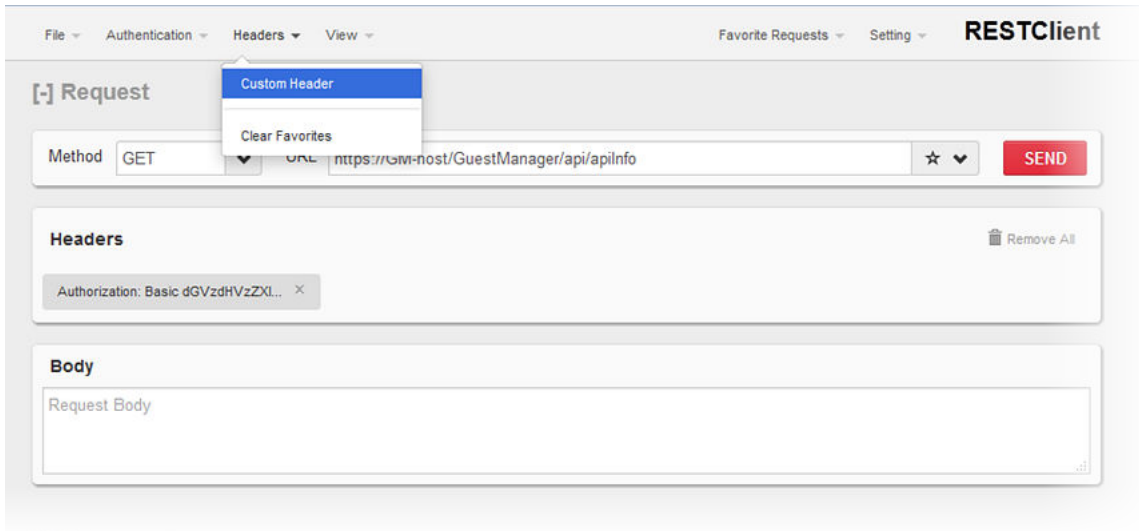 File Authentication Headers View Favorite Requests Setting RESTClient
Custom Header
Clear Favorites
[-] Request
Method GET URL https://GM-host/GuestManager/api/apiInfo SEND
Headers Remove All
Authorization: Basic dGVzdHVzZXI... ×
Body
Request Body